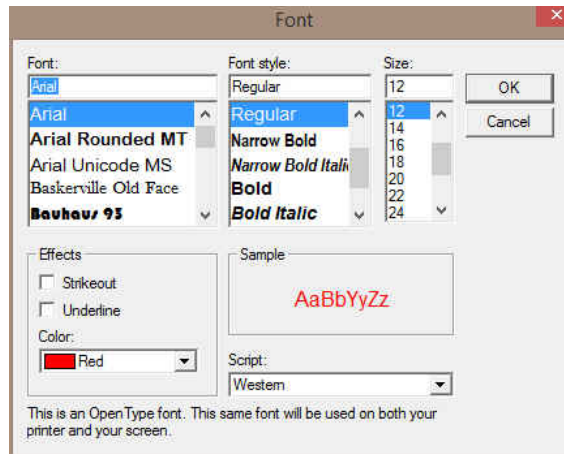 Font
Font:
Arial
Arial
Arial Rounded MT
Arial Unicode MS
Baskerville Old Face
Bauhaus 93
Font style:
Regular
Regular
Narrow Bold
Narrow Bold Itali
Bold
Bold Italic
Size:
12
12
14
16
18
20
22
24
OK
Cancel
Effects
Strikeout
Underline
Color:
Red
Sample
AaBbYyZz
Script:
Western
This is an OpenType font. This same font will be used on both your
printer and your screen.